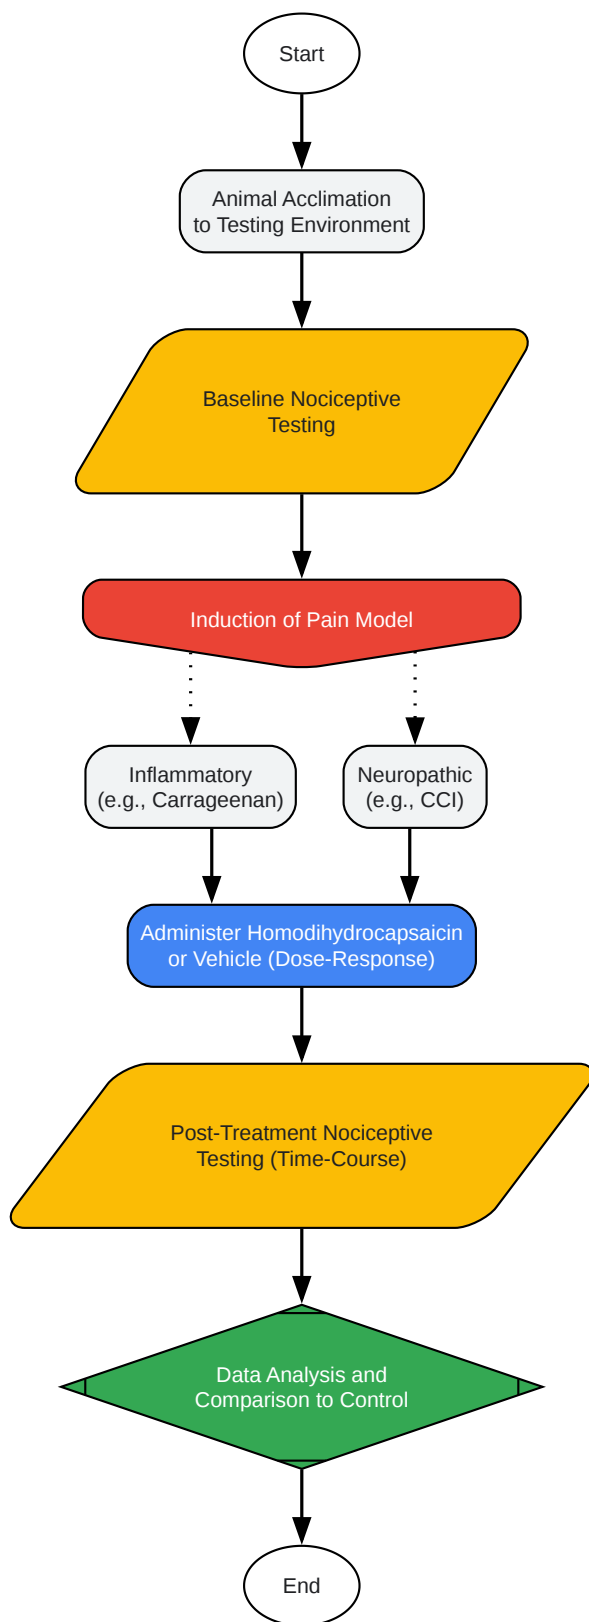 Start
Animal Acclimation
to Testing Environment
Baseline Nociceptive
Testing
Induction of Pain Model
Inflammatory
(e.g., Carrageenan)
Neuropathic
(e.g., CCI)
Administer Homodihydrocapsaicin
or Vehicle (Dose-Response)
Post-Treatment Nociceptive
Testing (Time-Course)
Data Analysis and
Comparison to Control
End